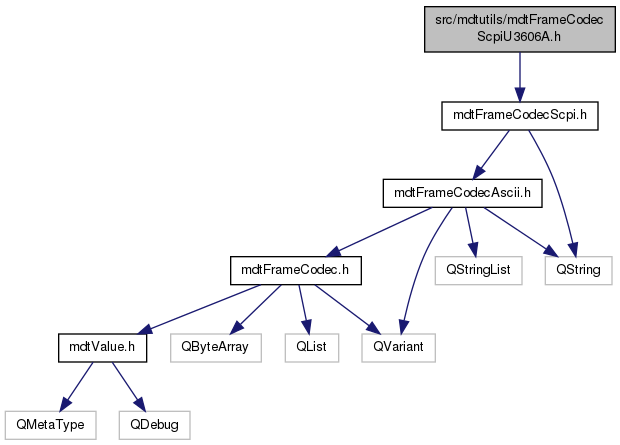 src/mdtutils/mdtFrameCodec
ScpiU3606A.h
mdtFrameCodecScpi.h
mdtFrameCodecAscii.h
mdtFrameCodec.h
QStringList
QString
mdtValue.h
QByteArray
QList
QVariant
QMetaType
QDebug